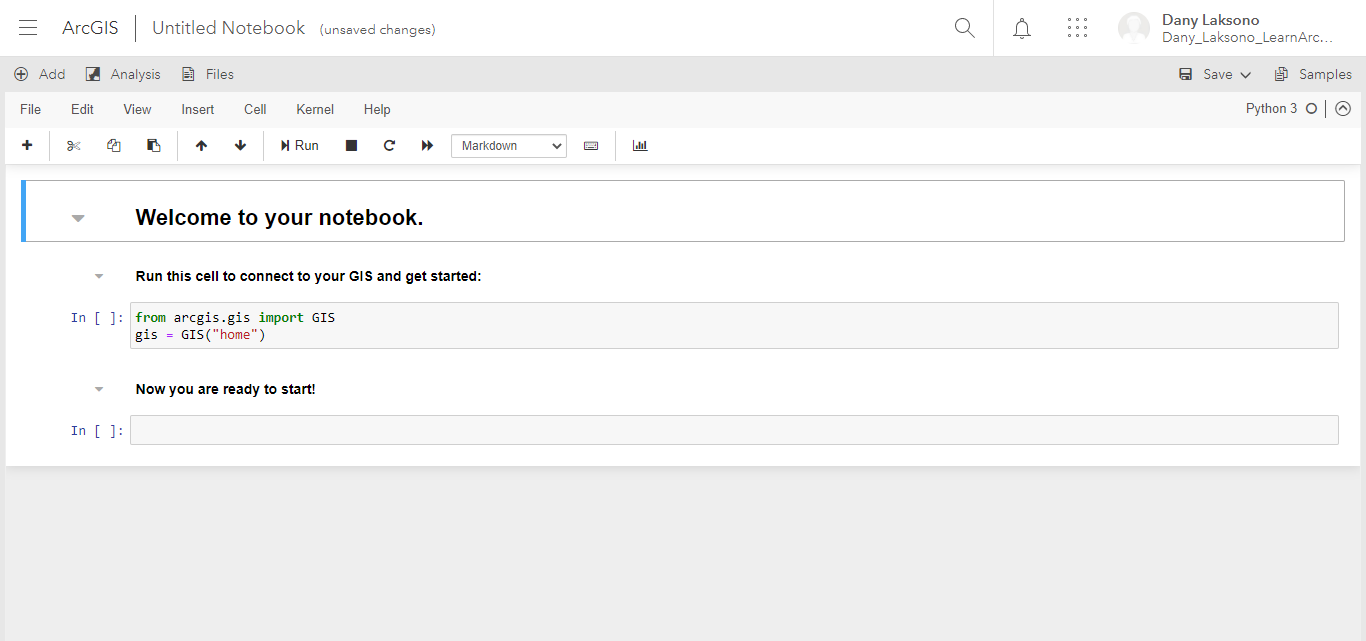 ArcGIS Untitled Notebook (unsaved changes) Dany Laksono
Dany_Laksono_LearnArc...
Add Analysis Files Save Samples
File Edit View Insert Cell Kernel Help Python 3
Run Markdown
Welcome to your notebook.
Run this cell to connect to your GIS and get started:
In [ ]: from arcgis.gis import GIS
gis = GIS("home")
Now you are ready to start!
In [ ]: